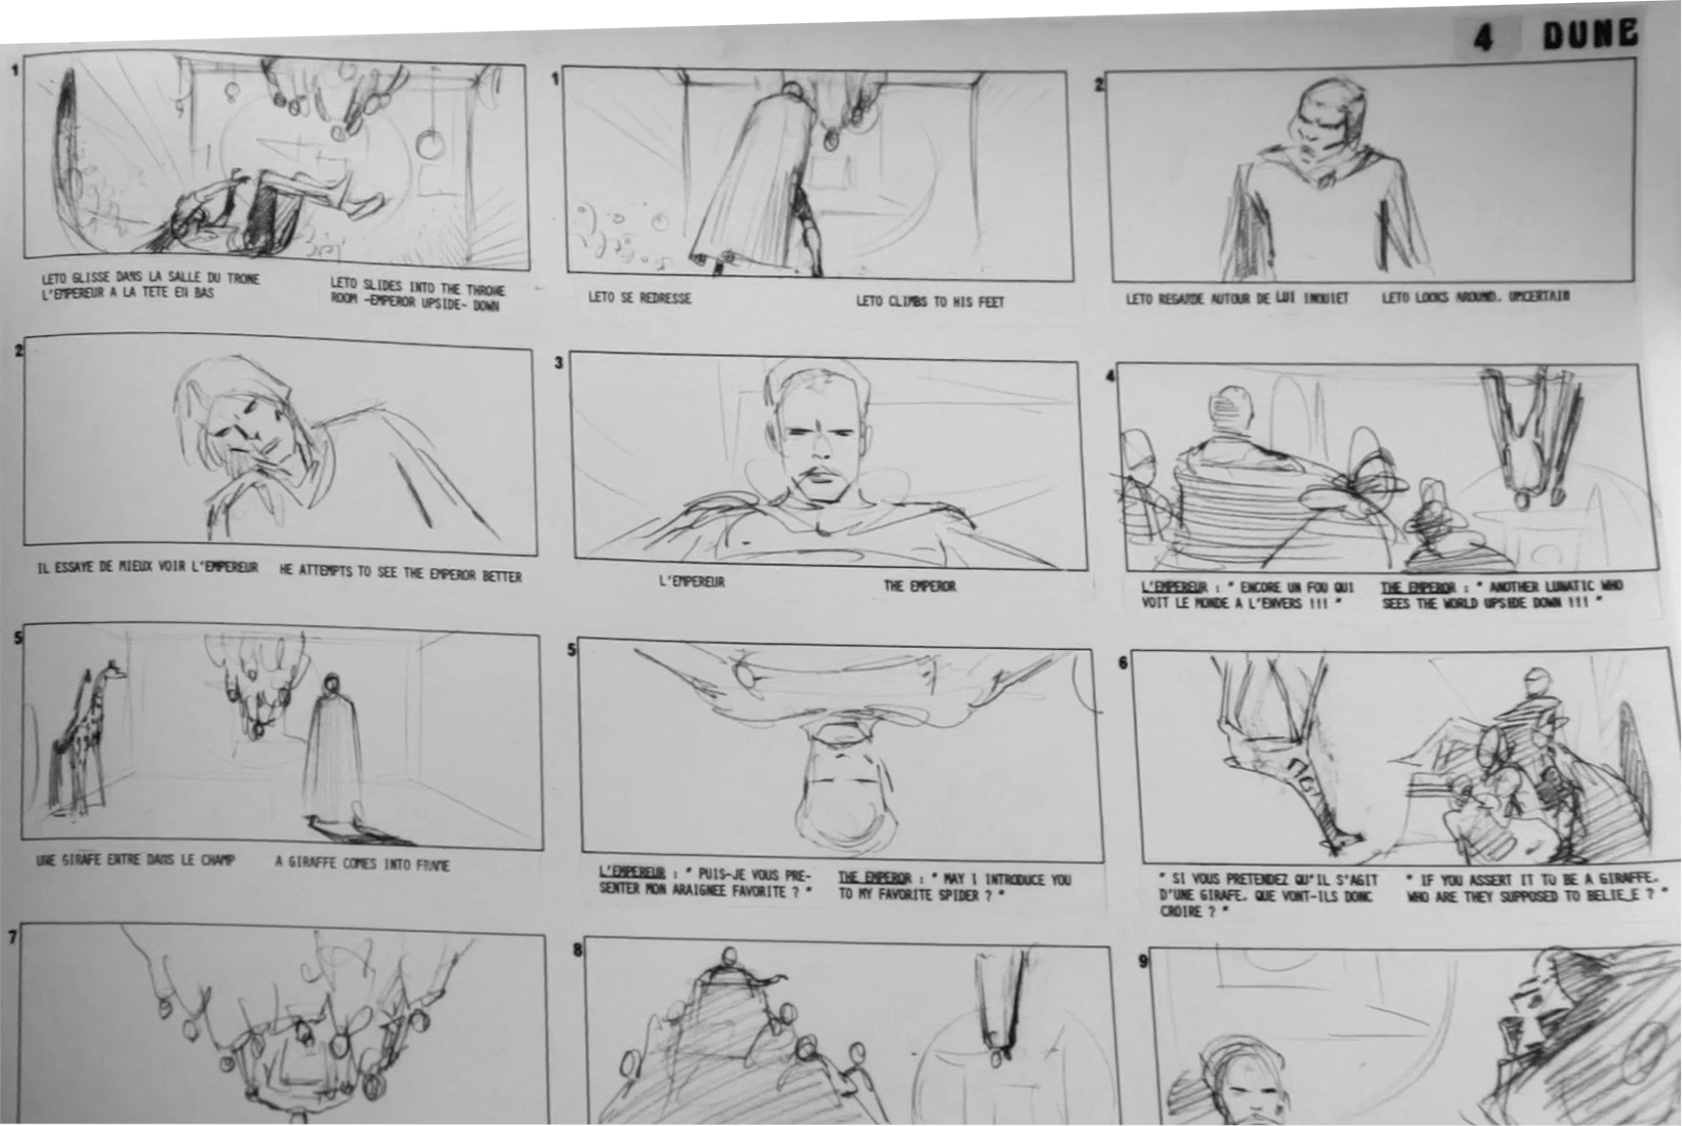 4 DUNE
1
LETO GLISSE DANS LA SALLE DU TRONE
L'EMPEREUR A LA TETE EN BAS
LETO SLIDES INTO THE THRONE
ROOM -EMPEROR UPSIDE- DOWN
1
LETO SE REDRESSE
LETO CLIMBS TO HIS FEET
2
LETO REGARDE AUTOUR DE LUI INQUIET
LETO LOOKS AROUND, UNCERTAIN
2
IL ESSAYE DE MIEUX VOIR L'EMPEREUR
HE ATTEMPTS TO SEE THE EMPEROR BETTER
3
L'EMPEREUR
THE EMPEROR
4
L'EMPEREUR : " ENCORE UN FOU QUI
VOIT LE MONDE A L'ENVERS !!! "
THE EMPEROR : " ANOTHER LUNATIC WHO
SEES THE WORLD UPSIDE DOWN !!! "
5
UNE GIRAFE ENTRE DANS LE CHAMP
A GIRAFFE COMES INTO FRAME
5
L'EMPEREUR : " PUIS-JE VOUS PRE-
SENTER MON ARAIGNEE FAVORITE ? "
THE EMPEROR : " MAY I INTRODUCE YOU
TO MY FAVORITE SPIDER ? "
6
" SI VOUS PRETENDEZ QU'IL S'AGIT
D'UNE GIRAFE, QUE VONT-ILS DONC
CROIRE ? "
" IF YOU ASSERT IT TO BE A GIRAFFE,
WHO ARE THEY SUPPOSED TO BELIE_E ? "
7
8
9